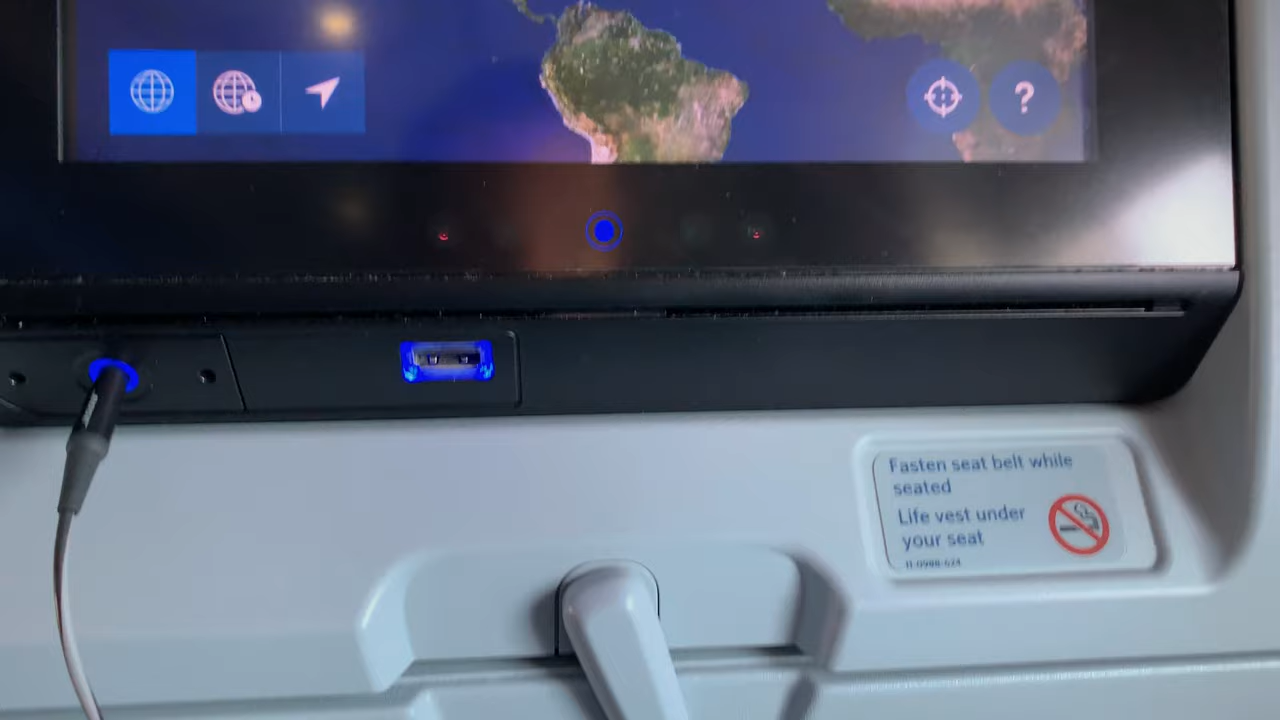 ?
Fasten seat belt while
seated
Life vest under
your seat